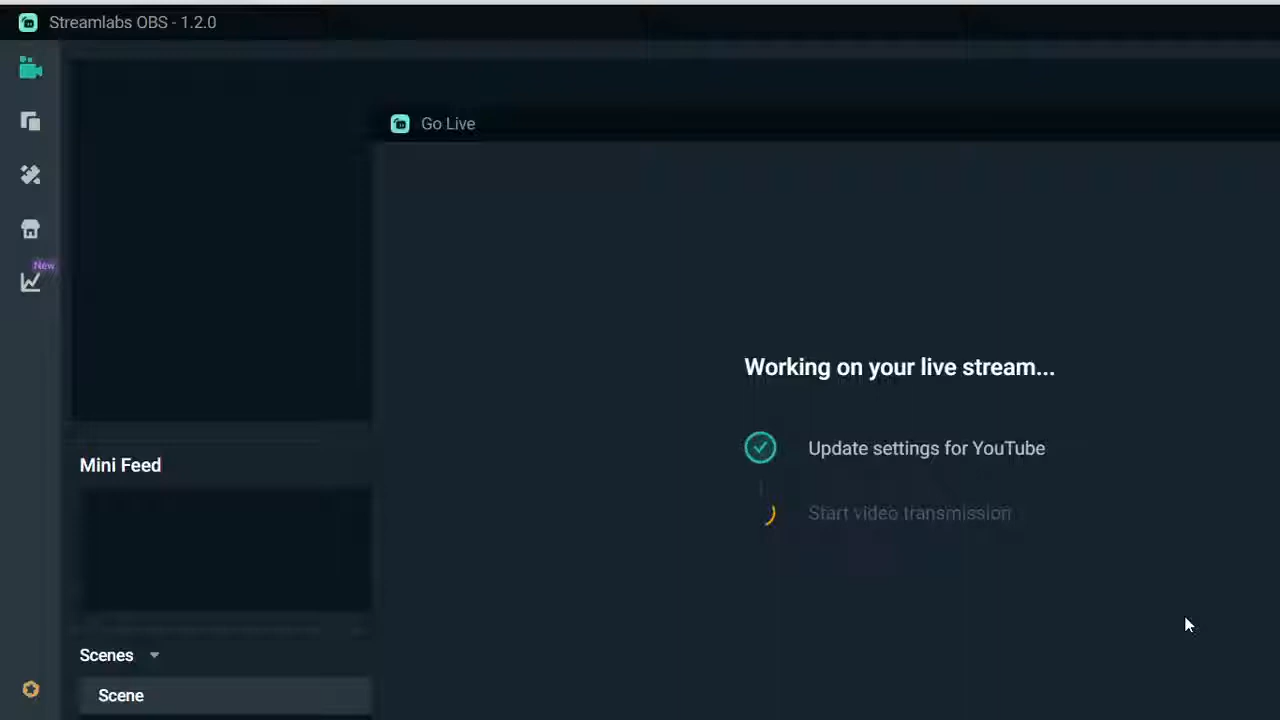 Streamlabs OBS - 1.2.0
Go Live
New
Working on your live stream...
Update settings for YouTube
Start video transmission
Mini Feed
Scenes
Scene